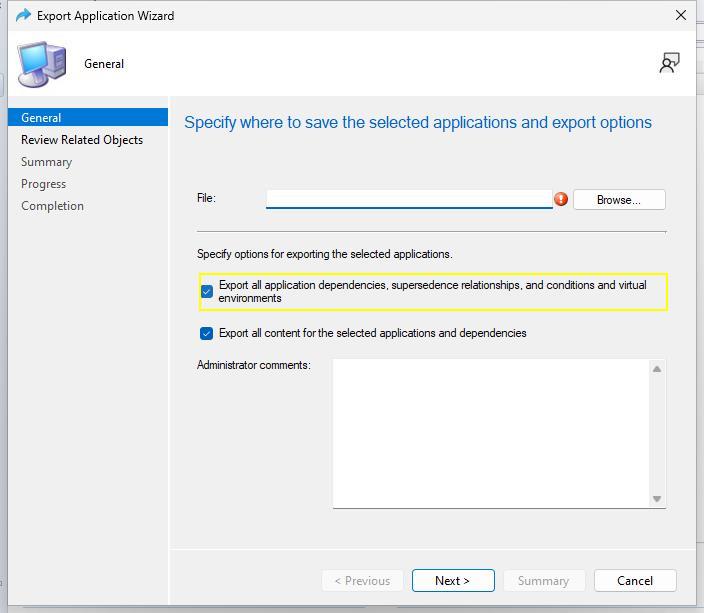 Export Application Wizard
General
General
Review Related Objects
Summary
Progress
Completion
Specify where to save the selected applications and export options
File:
Browse...
Specify options for exporting the selected applications.
Export all application dependencies, supersedence relationships, and conditions and virtual
environments
Export all content for the selected applications and dependencies
Administrator comments:
< Previous
Next >
Summary
Cancel